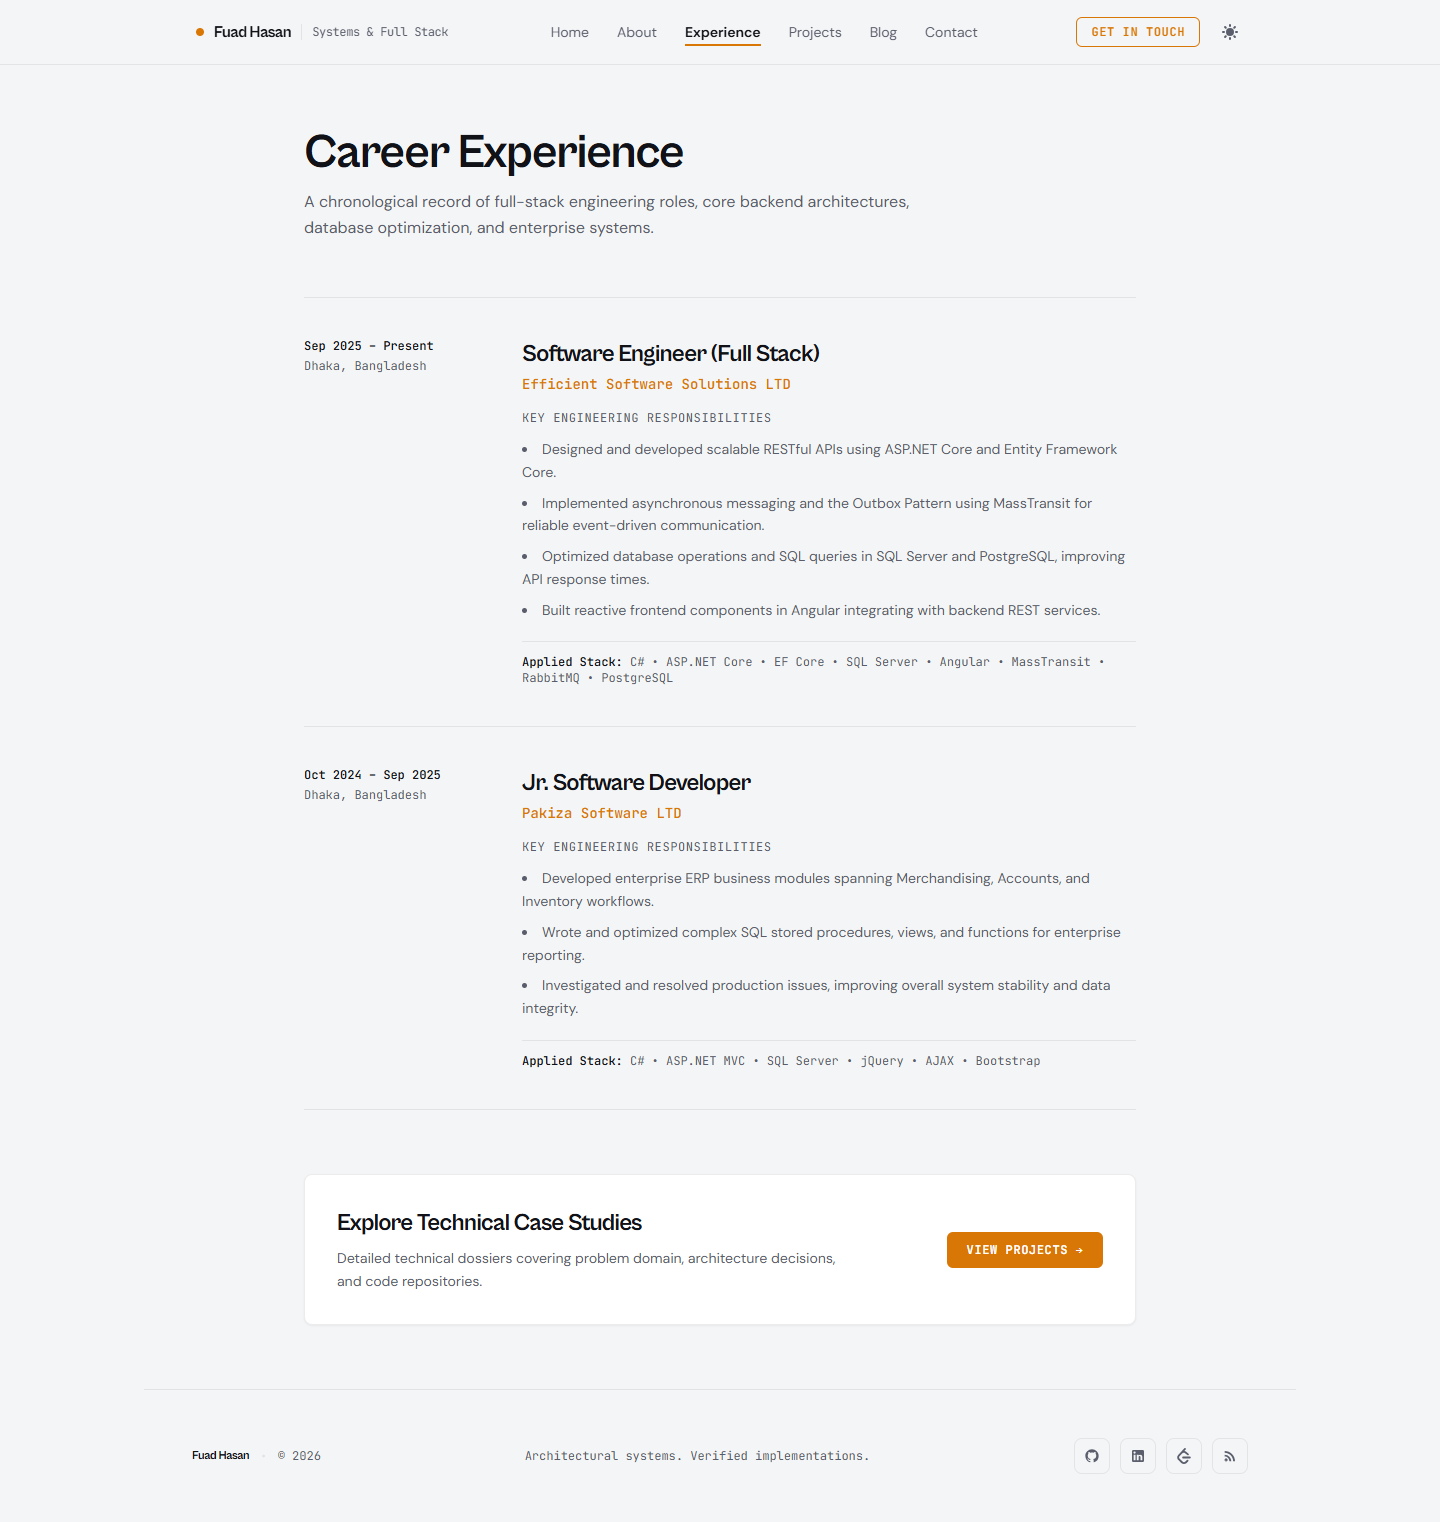 Fuad Hasan
Systems & Full Stack
Home
About
Experience
Projects
Blog
Contact
GET IN TOUCH
Career Experience
A chronological record of full-stack engineering roles, core backend architectures,
database optimization, and enterprise systems.
Sep 2025 – Present
Dhaka, Bangladesh
Software Engineer (Full Stack)
Efficient Software Solutions LTD
KEY ENGINEERING RESPONSIBILITIES
• Designed and developed scalable RESTful APIs using ASP.NET Core and Entity Framework
Core.
• Implemented asynchronous messaging and the Outbox Pattern using MassTransit for
reliable event-driven communication.
• Optimized database operations and SQL queries in SQL Server and PostgreSQL, improving
API response times.
• Built reactive frontend components in Angular integrating with backend REST services.
Applied Stack: C# • ASP.NET Core • EF Core • SQL Server • Angular • MassTransit •
RabbitMQ • PostgreSQL
Oct 2024 – Sep 2025
Dhaka, Bangladesh
Jr. Software Developer
Pakiza Software LTD
KEY ENGINEERING RESPONSIBILITIES
• Developed enterprise ERP business modules spanning Merchandising, Accounts, and
Inventory workflows.
• Wrote and optimized complex SQL stored procedures, views, and functions for enterprise
reporting.
• Investigated and resolved production issues, improving overall system stability and data
integrity.
Applied Stack: C# • ASP.NET MVC • SQL Server • jQuery • AJAX • Bootstrap
Explore Technical Case Studies
Detailed technical dossiers covering problem domain, architecture decisions,
and code repositories.
VIEW PROJECTS →
Fuad Hasan · © 2026
Architectural systems. Verified implementations.